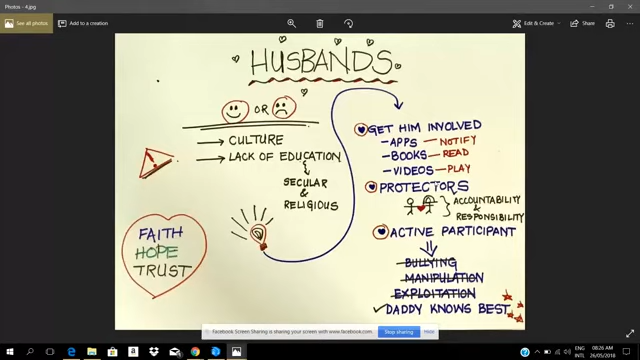 Photos - 4.jpg
See all photos
Add to a creation
Edit & Create
Share
HUSBANDS
OR
CULTURE
LACK OF EDUCATION
SECULAR
&
RELIGIOUS
FAITH
HOPE
TRUST
GET HIM INVOLVED
- APPS - NOTIFY
- BOOKS - READ
- VIDEOS - PLAY
PROTECTORS
ACCOUNTABILITY
&
RESPONSIBILITY
ACTIVE PARTICIPANT
BULLYING
MANIPULATION
EXPLOITATION
DADDY KNOWS BEST
Facebook Screen Sharing is sharing your screen with www.facebook.com.
Stop sharing
Hide
ENG
INTL
08:26 AM
26/05/2018